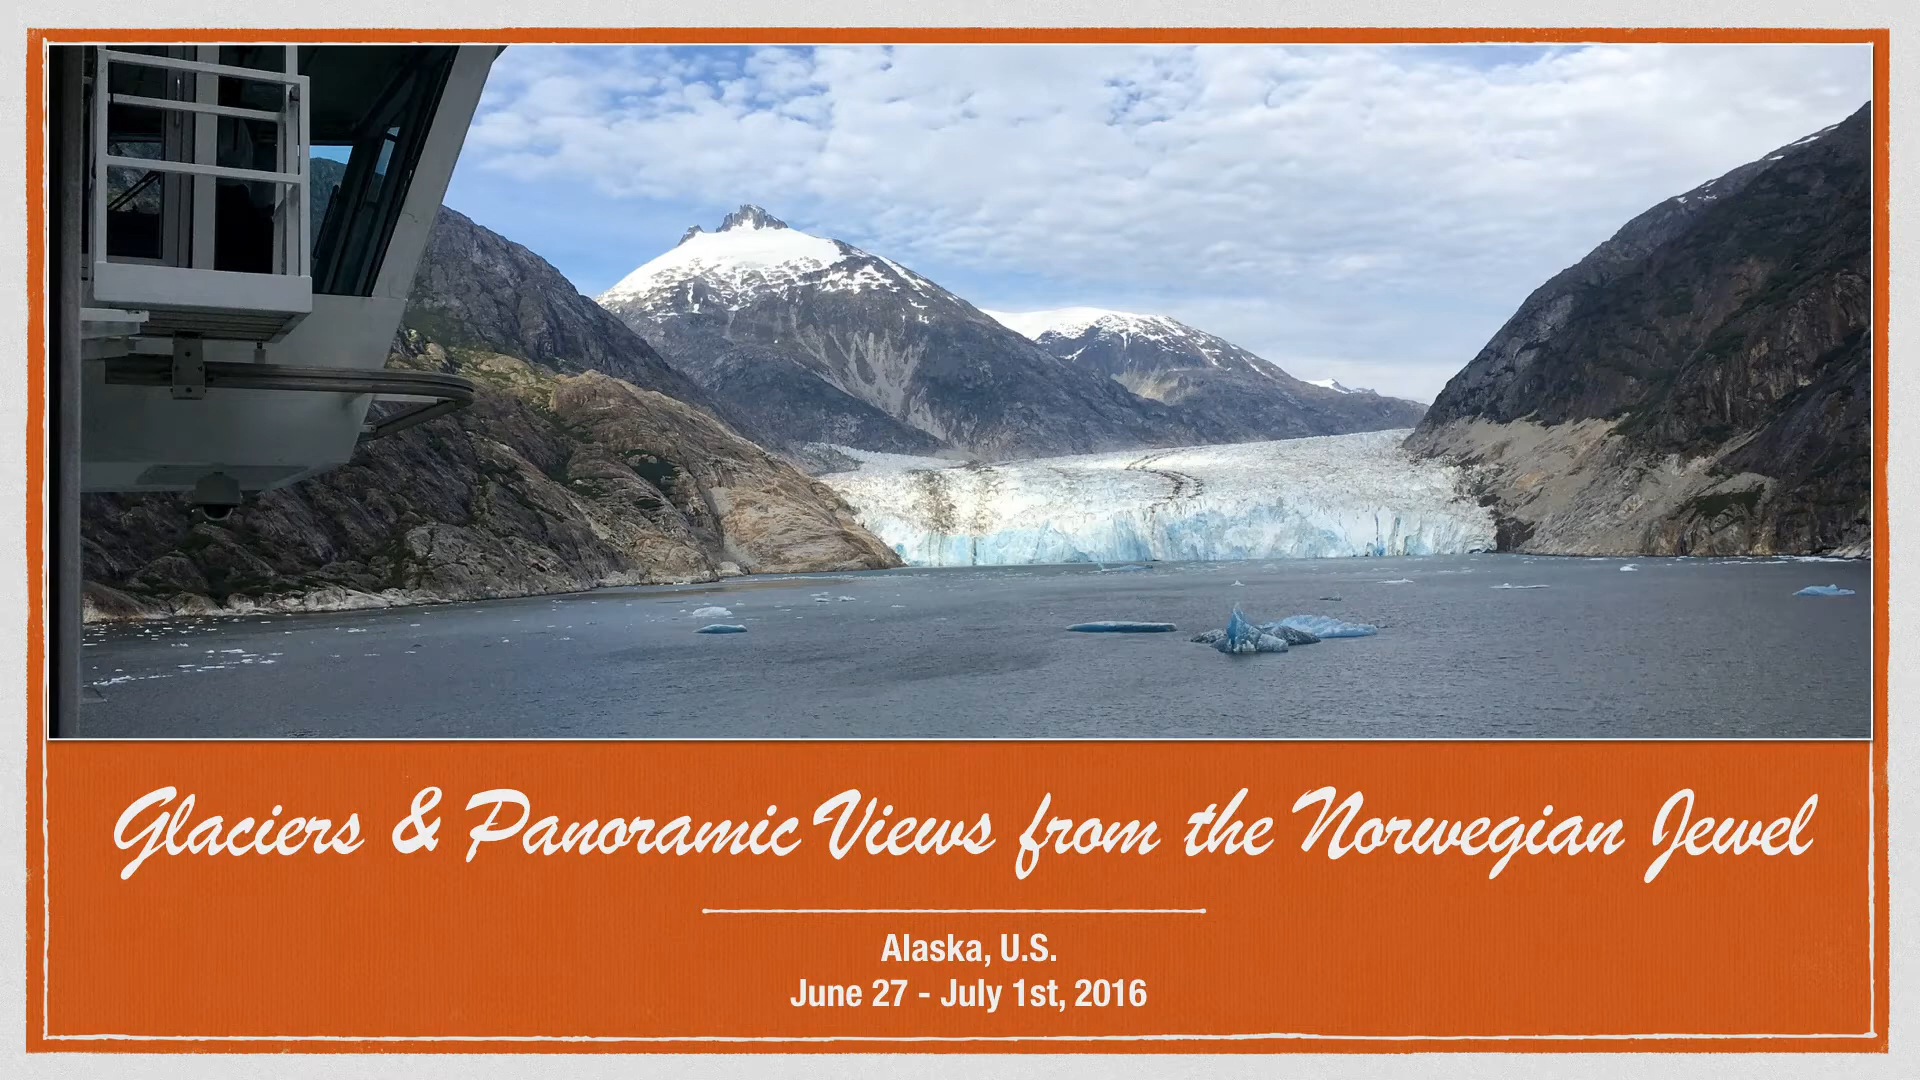 Glaciers & Panoramic Views from the Norwegian Jewel
Alaska, U.S.
June 27 - July 1st, 2016